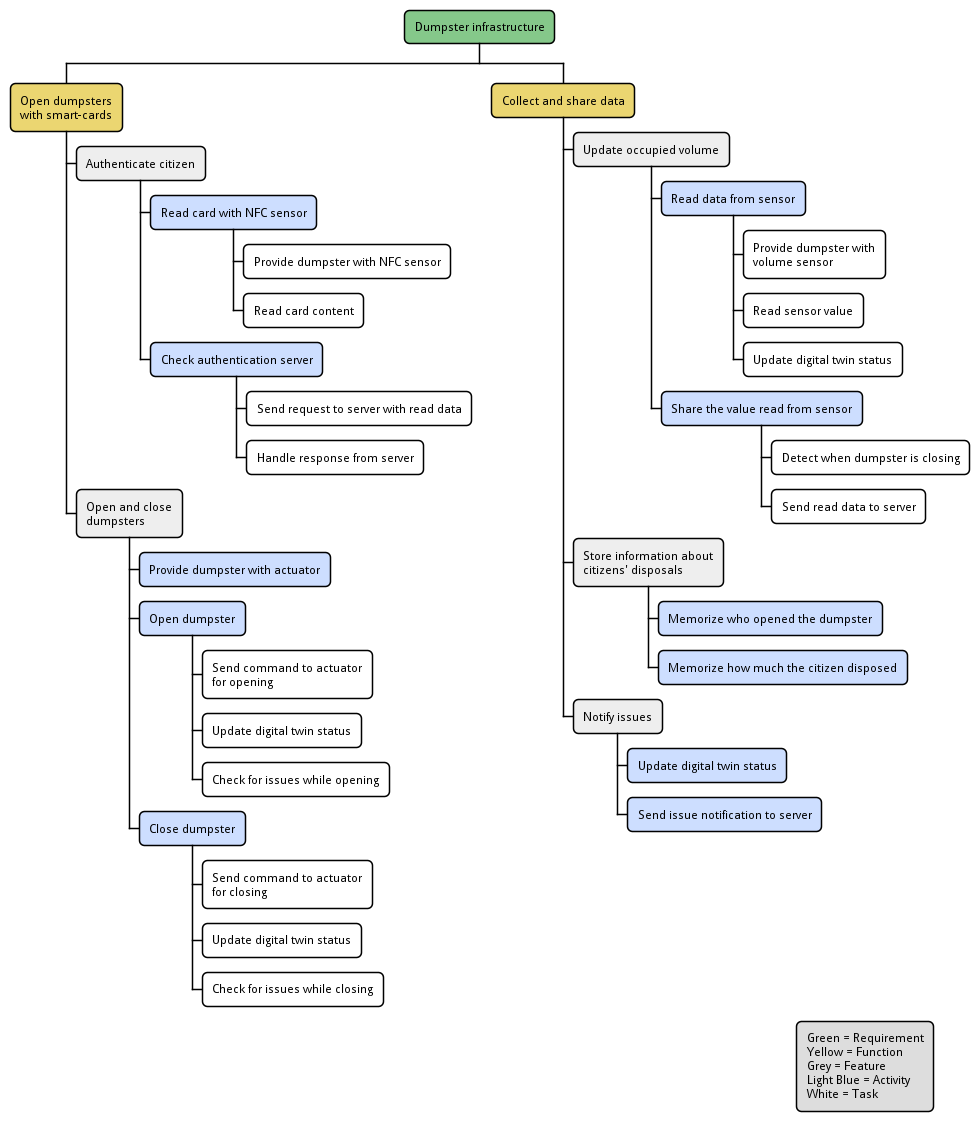 Dumpster infrastructure
Open dumpsters
with smart-cards
Authenticate citizen
Read card with NFC sensor
Provide dumpster with NFC sensor
Read card content
Check authentication server
Send request to server with read data
Handle response from server
Open and close
dumpsters
Provide dumpster with actuator
Open dumpster
Send command to actuator
for opening
Update digital twin status
Check for issues while opening
Close dumpster
Send command to actuator
for closing
Update digital twin status
Check for issues while closing
Collect and share data
Update occupied volume
Read data from sensor
Provide dumpster with
volume sensor
Read sensor value
Update digital twin status
Share the value read from sensor
Detect when dumpster is closing
Send read data to server
Store information about
citizens' disposals
Memorize who opened the dumpster
Memorize how much the citizen disposed
Notify issues
Update digital twin status
Send issue notification to server
Green = Requirement
Yellow = Function
Grey = Feature
Light Blue = Activity
White = Task